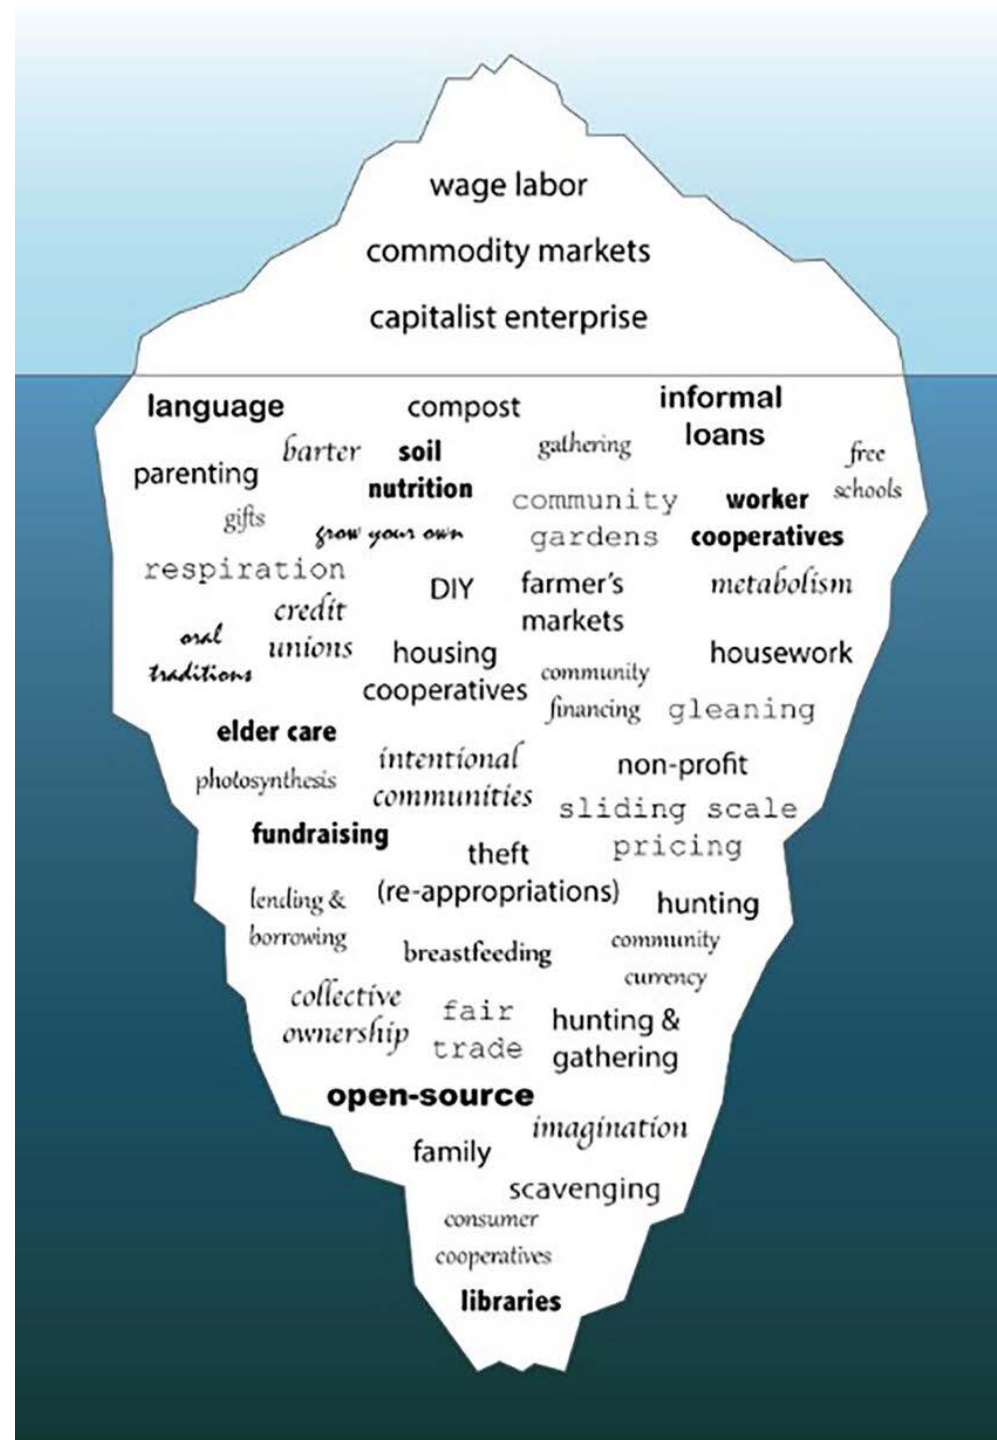 wage labor
commodity markets
capitalist enterprise
language
compost
informal
loans
barter
soil
nutrition
gathering
free
schools
parenting
gifts
grow your own
community
gardens
worker
cooperatives
respiration
DIY
farmer's
markets
metabolism
credit
unions
oral
traditions
housing
cooperatives
community
financing
housework
gleaning
elder care
photosynthesis
intentional
communities
non-profit
sliding scale
pricing
fundraising
theft
(re-appropriations)
lending &
borrowing
hunting
breastfeeding
community
currency
collective
ownership
fair
trade
hunting &
gathering
open-source
imagination
family
scavenging
consumer
cooperatives
libraries